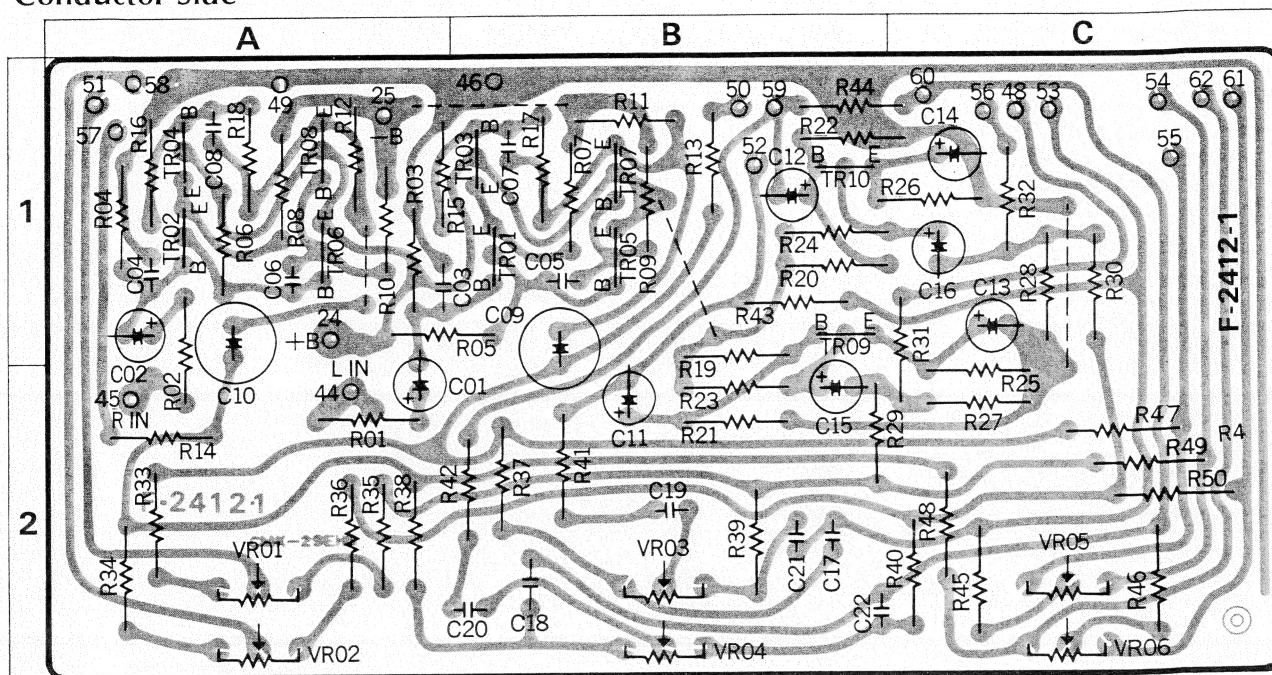 Conductor Side
A B C
51 58 49 25 46 50 59 R44 60 56 48 53 54 62 61
57 R16 TR04 B C08 R18 TR08 E R12 -B TR03 B C07 R17 R11 R07 E TR07 R13 52 R22 C14 55
C12 B E TR10
1
R04 TR02 E E R06 R08 B E TR06 R03 R15 E E TR01 B E TR05 R09 R26 R32
C04 B C06 B R10 C03 B C05 B R24 R20 C16 C13 R28 R30 F-2412-1
C09 R43
24 +B R05 B E TR09 R31
C02 R02 C10 L IN C01 R19 R25
45 44 R23 R27
R IN R01 C11 R21 C15 R29 R47 R4
R14 R49
R33 F-2412-1 R36 R35 R38 R42 R37 R41 C19 R50
2
R34 VR01 VR03 R39 C21 C17 R40 R48 VR05
R45 R46
C20 C18 C22
VR02 VR04 VR06